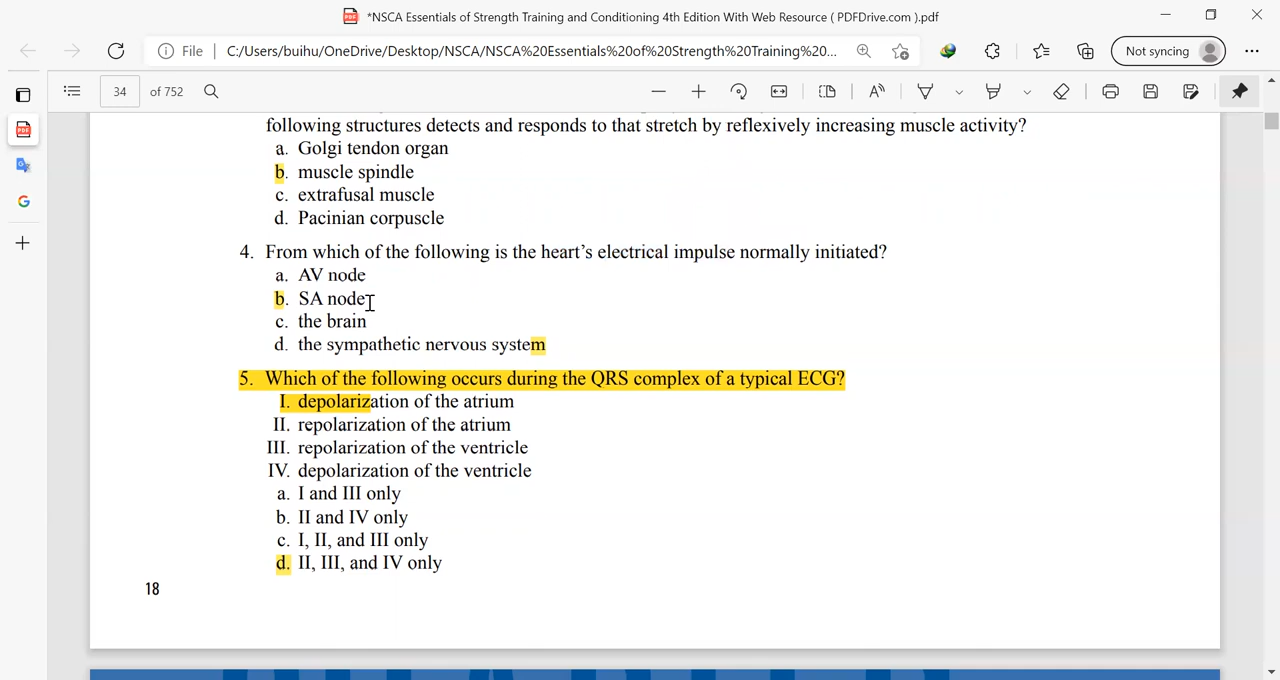 *NSCA Essentials of Strength Training and Conditioning 4th Edition With Web Resource ( PDFDrive.com ).pdf
File
C:/Users/buihu/OneDrive/Desktop/NSCA/NSCA%20Essentials%20of%20Strength%20Training%20...
Not syncing
34 of 752
following structures detects and responds to that stretch by reflexively increasing muscle activity?
a. Golgi tendon organ
b. muscle spindle
c. extrafusal muscle
d. Pacinian corpuscle
4. From which of the following is the heart's electrical impulse normally initiated?
a. AV node
b. SA node
c. the brain
d. the sympathetic nervous system
5. Which of the following occurs during the QRS complex of a typical ECG?
I. depolarization of the atrium
II. repolarization of the atrium
III. repolarization of the ventricle
IV. depolarization of the ventricle
a. I and III only
b. II and IV only
c. I, II, and III only
d. II, III, and IV only
18